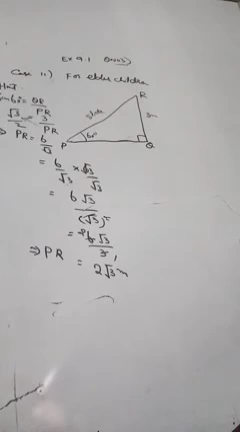 Ex 9.1
Case ii) For elder children
R
sin 60° = QR/PR
slide
3m
√3/2 = 3/PR
⇒ PR = 6/√3
P
60°
Q
= 6/√3 × √3/√3
= 6√3/(√3)²
= 6√3/3
⇒ PR = 2√3 m